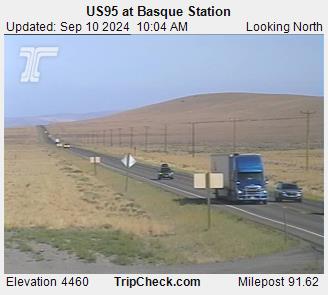 US95 at Basque Station
Updated: Sep 10 2024 10:04 AM Looking North
Elevation 4460 TripCheck.com Milepost 91.62